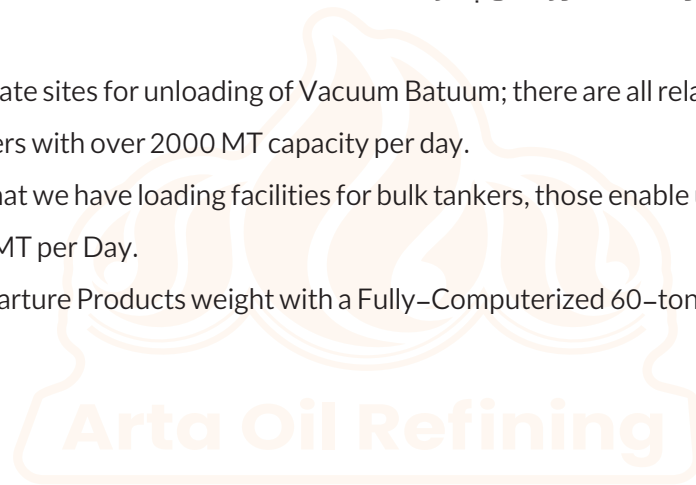 ate sites for unloading of Vacuum Batuum; there are all rela
ers with over 2000 MT capacity per day.
at we have loading facilities for bulk tankers, those enable
MT per Day.
arture Products weight with a Fully–Computerized 60–ton
Arta Oil Refining